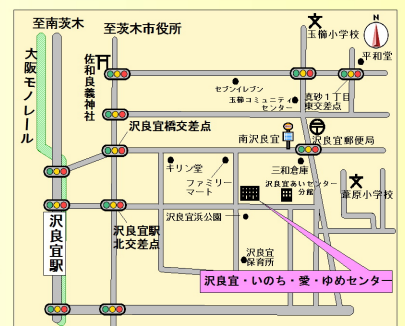 至南茨木
至茨木市役所
N
玉櫛小学校
平和堂
大阪モノレール
佐和良義神社
セブンイレブン
玉櫛コミュニティ
センター
真砂1丁目
東交差点
沢良宜橋交差点
南沢良宜
沢良宜郵便局
キリン堂
ファミリー
マート
三和倉庫
沢良宜あいセンター
分館
葦原小学校
沢良宜浜公園
沢良宜駅
沢良宜駅
北交差点
沢良宜
保育所
沢良宜・いのち・愛・ゆめセンター